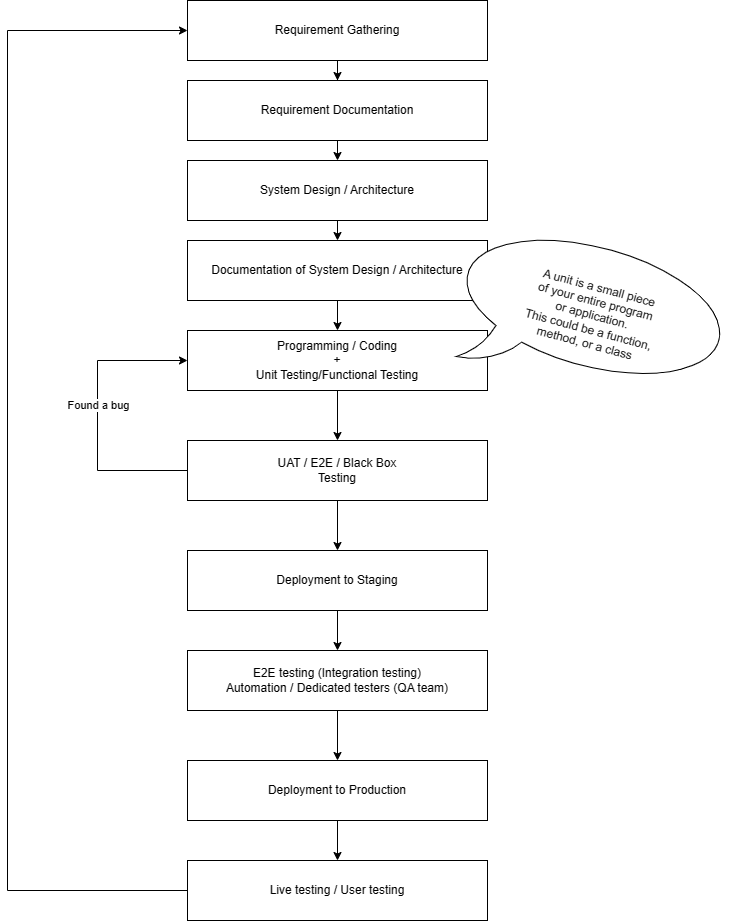 Requirement Gathering
Requirement Documentation
System Design / Architecture
Documentation of System Design / Architecture
A unit is a small piece
of your entire program
or application.
This could be a function,
method, or a class
Programming / Coding
+
Unit Testing/Functional Testing
Found a bug
UAT / E2E / Black Box
Testing
Deployment to Staging
E2E testing (Integration testing)
Automation / Dedicated testers (QA team)
Deployment to Production
Live testing / User testing